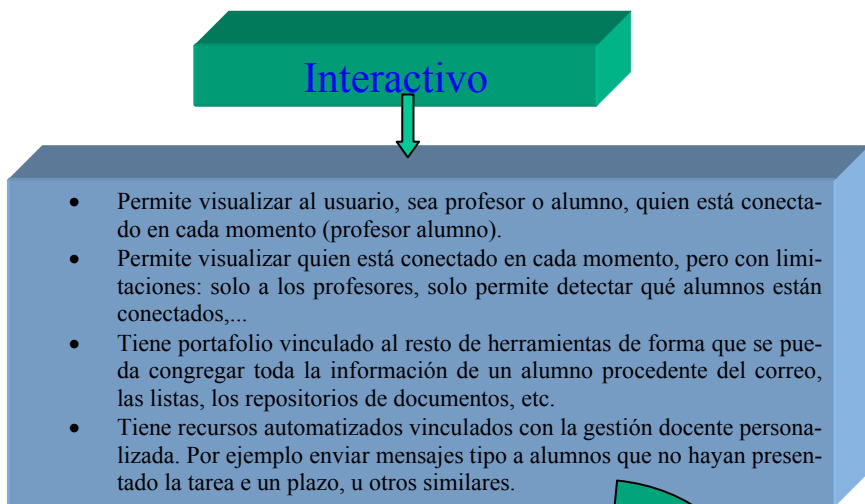 Interactivo
• Permite visualizar al usuario, sea profesor o alumno, quien está conecta-
do en cada momento (profesor alumno).
• Permite visualizar quien está conectado en cada momento, pero con limi-
taciones: solo a los profesores, solo permite detectar qué alumnos están
conectados,...
• Tiene portafolio vinculado al resto de herramientas de forma que se pue-
da congregar toda la información de un alumno procedente del correo,
las listas, los repositorios de documentos, etc.
• Tiene recursos automatizados vinculados con la gestión docente persona-
lizada. Por ejemplo enviar mensajes tipo a alumnos que no hayan presen-
tado la tarea e un plazo, u otros similares.